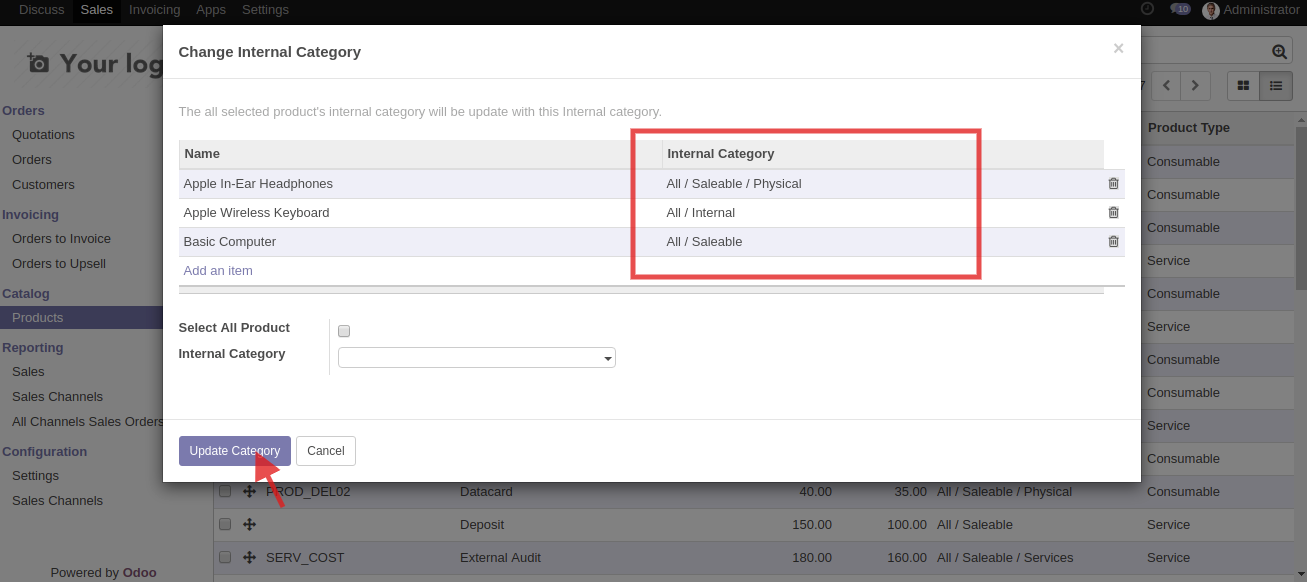 Discuss Sales Invoicing Apps Settings 10 Administrator
Your log
Change Internal Category ×
The all selected product's internal category will be update with this Internal category.
Name Internal Category
Apple In-Ear Headphones All / Saleable / Physical
Apple Wireless Keyboard All / Internal
Basic Computer All / Saleable
Add an item
Select All Product
Internal Category
Update Category Cancel
Orders
Quotations
Orders
Customers
Invoicing
Orders to Invoice
Orders to Upsell
Catalog
Products
Reporting
Sales
Sales Channels
All Channels Sales Orders
Configuration
Settings
Sales Channels
Powered by Odoo
Product Type
Consumable
Consumable
Consumable
Service
Consumable
Service
Consumable
Consumable
Service
Consumable
PROD_DEL02 Datacard 40.00 35.00 All / Saleable / Physical Consumable
Deposit 150.00 100.00 All / Saleable Service
SERV_COST External Audit 180.00 160.00 All / Saleable / Services Service